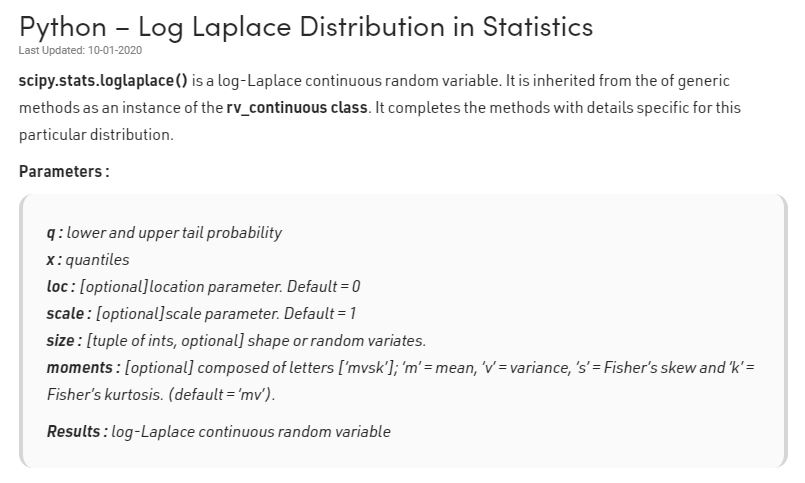 Python – Log Laplace Distribution in Statistics
Last Updated: 10-01-2020
scipy.stats.loglaplace() is a log-Laplace continuous random variable. It is inherited from the of generic
methods as an instance of the rv_continuous class. It completes the methods with details specific for this
particular distribution.
Parameters :
q : lower and upper tail probability
x : quantiles
loc : [optional]location parameter. Default = 0
scale : [optional]scale parameter. Default = 1
size : [tuple of ints, optional] shape or random variates.
moments : [optional] composed of letters [‘mvsk’]; ‘m’ = mean, ‘v’ = variance, ‘s’ = Fisher’s skew and ‘k’ =
Fisher’s kurtosis. (default = ‘mv’).
Results : log-Laplace continuous random variable